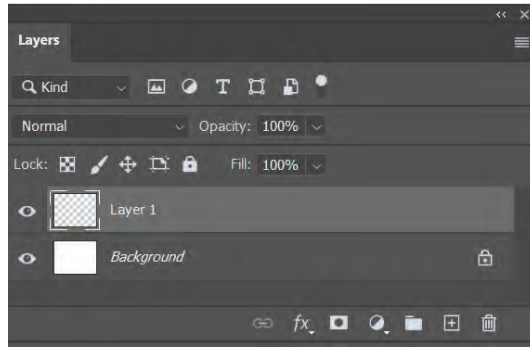 Layers
Kind
Normal Opacity: 100%
Lock: Fill: 100%
Layer 1
Background
fx